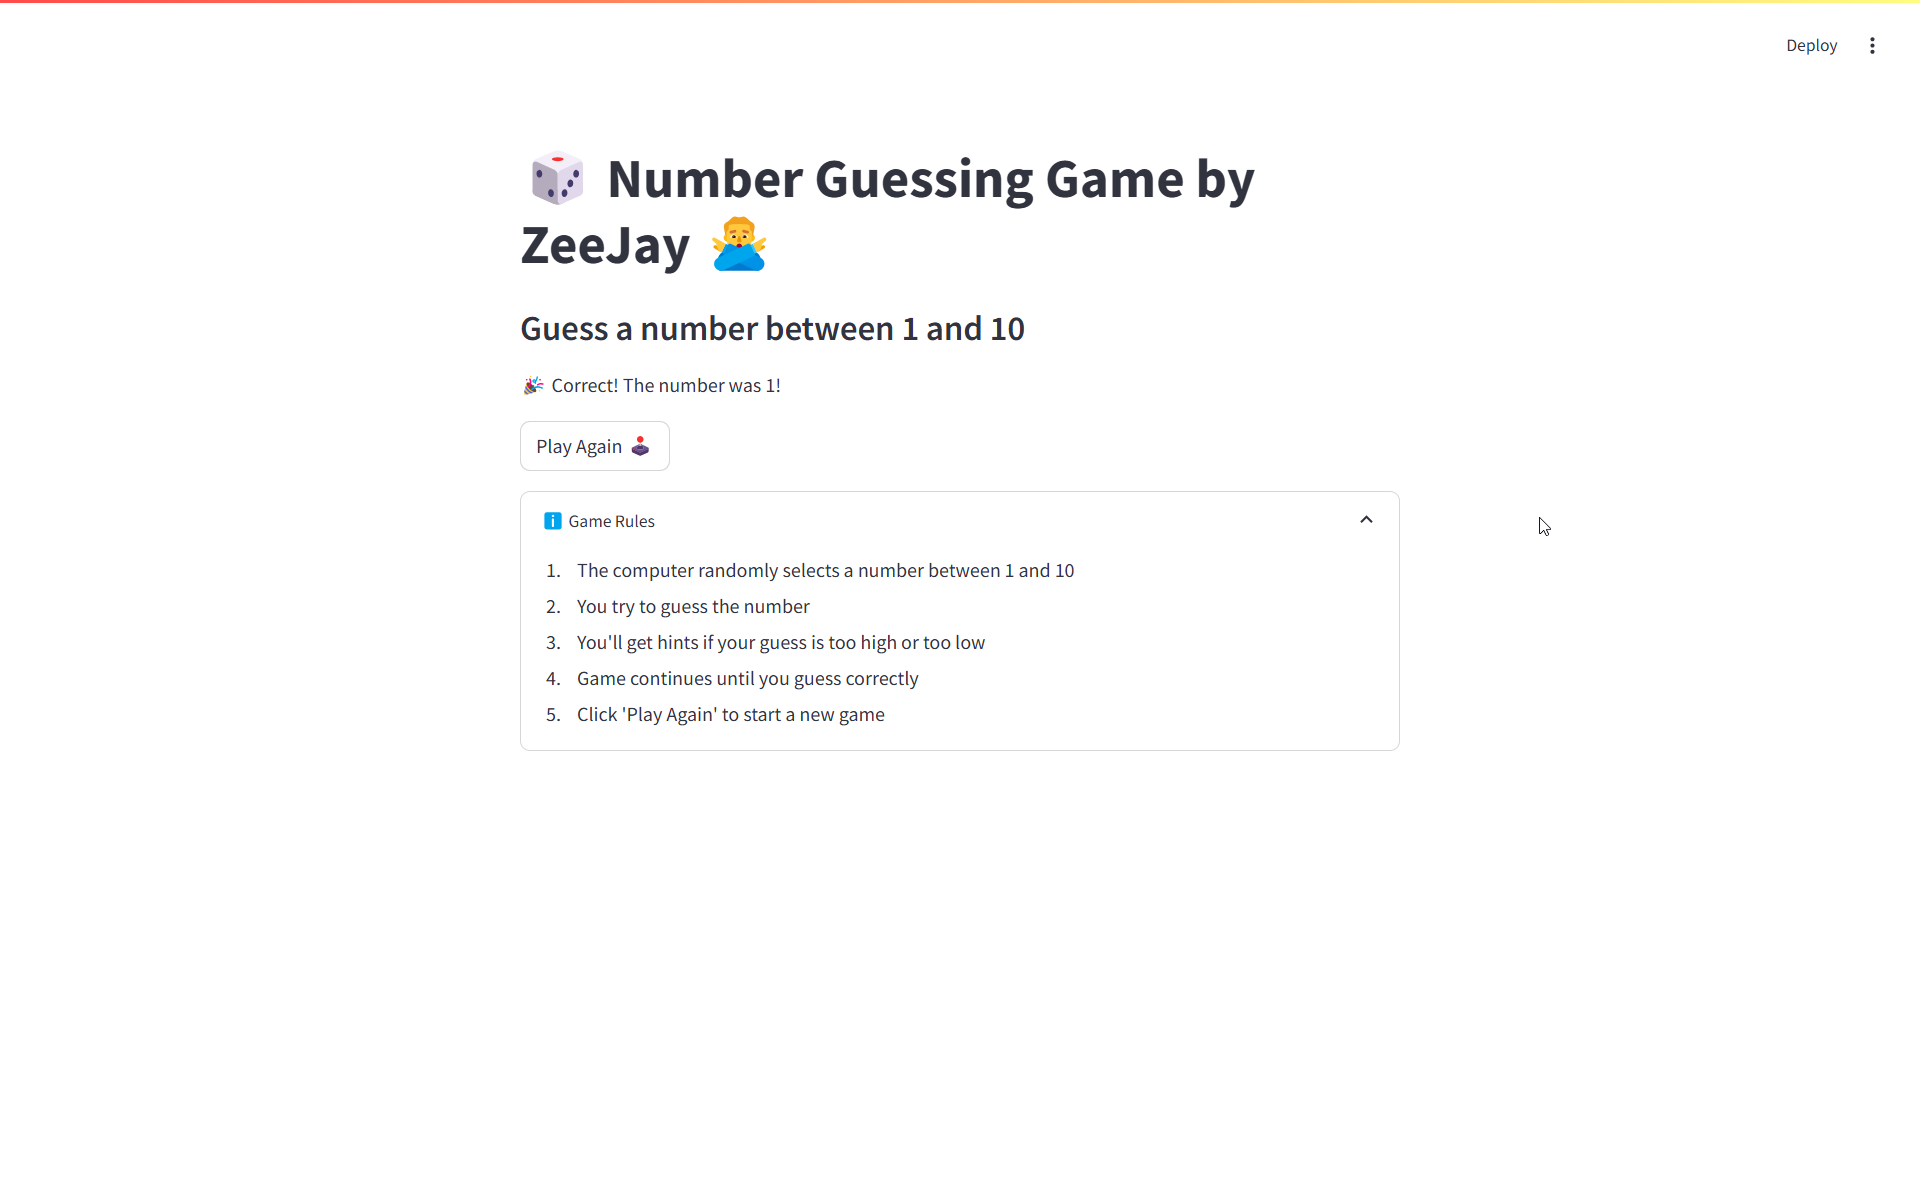 Deploy
🎲 Number Guessing Game by
ZeeJay 🙅‍♂️
Guess a number between 1 and 10
🎉 Correct! The number was 1!
Play Again 🕹️
ℹ️ Game Rules
1. The computer randomly selects a number between 1 and 10
2. You try to guess the number
3. You'll get hints if your guess is too high or too low
4. Game continues until you guess correctly
5. Click 'Play Again' to start a new game